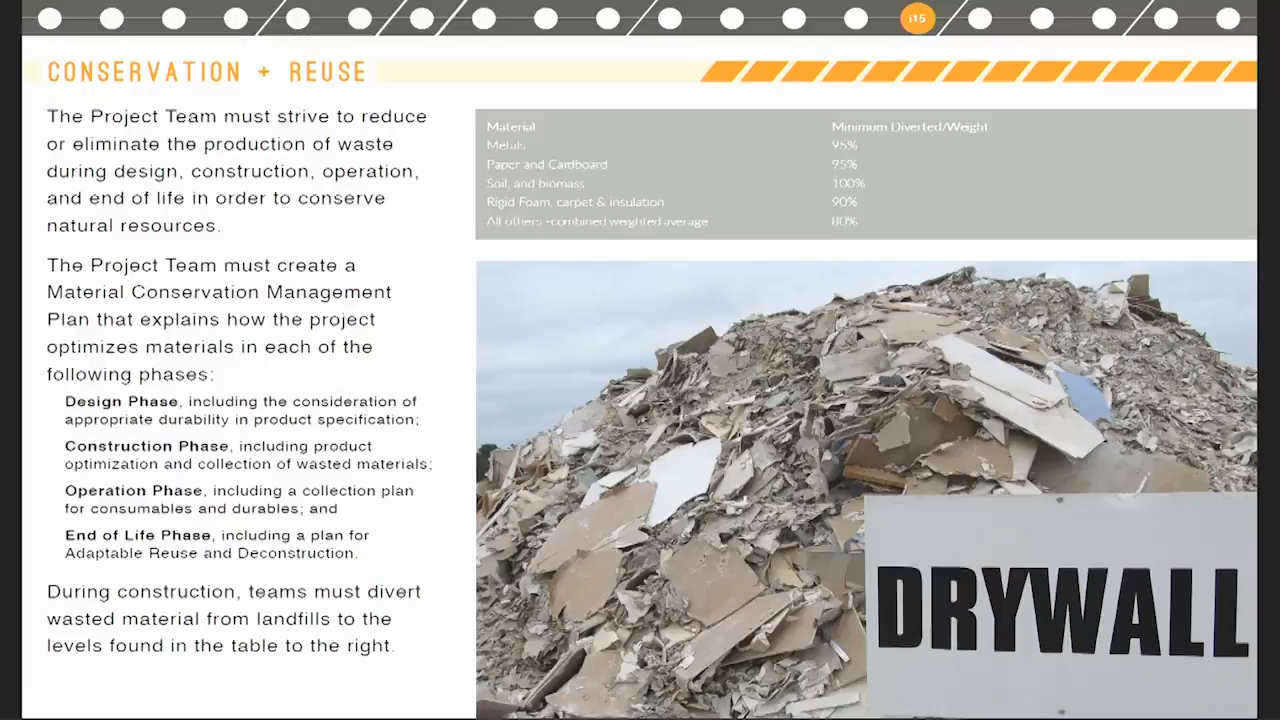 i15
CONSERVATION + REUSE
The Project Team must strive to reduce
or eliminate the production of waste
during design, construction, operation,
and end of life in order to conserve
natural resources.
The Project Team must create a
Material Conservation Management
Plan that explains how the project
optimizes materials in each of the
following phases:
Design Phase, including the consideration of
appropriate durability in product specification;
Construction Phase, including product
optimization and collection of wasted materials;
Operation Phase, including a collection plan
for consumables and durables; and
End of Life Phase, including a plan for
Adaptable Reuse and Deconstruction.
During construction, teams must divert
wasted material from landfills to the
levels found in the table to the right.
Material Minimum Diverted/Weight
Metals 95%
Paper and Cardboard 95%
Soil, and biomass 100%
Rigid Foam, carpet & insulation 90%
All others -combined weighted average 80%
DRYWALL